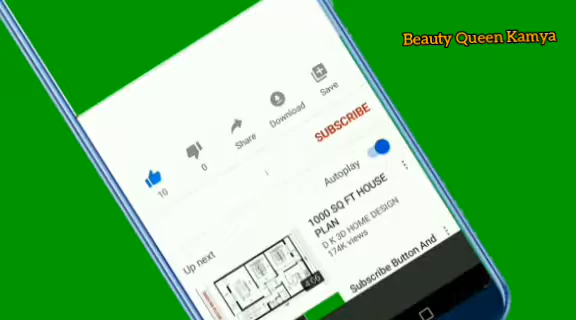 Beauty Queen Kamya
10
0
Share
Download
Save
SUBSCRIBE
Autoplay
Up next
1000 SQ FT HOUSE
PLAN
D K 3D HOME DESIGN
174K views
4:06
Subscribe Button And